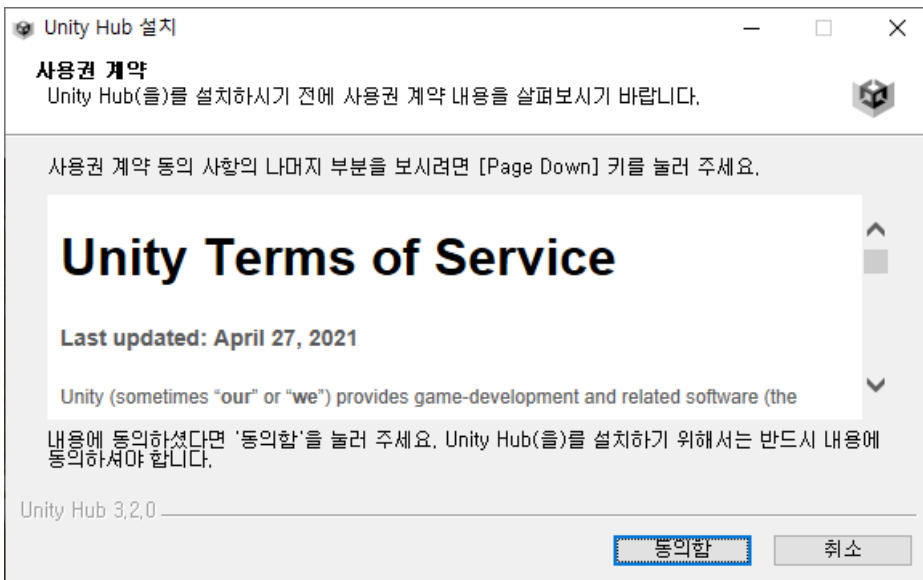 Unity Hub 설치
사용권 계약
Unity Hub(을)를 설치하시기 전에 사용권 계약 내용을 살펴보시기 바랍니다.
사용권 계약 동의 사항의 나머지 부분을 보시려면 [Page Down] 키를 눌러 주세요.
Unity Terms of Service
Last updated: April 27, 2021
Unity (sometimes “our” or “we”) provides game-development and related software (the
내용에 동의하셨다면 '동의함'을 눌러 주세요. Unity Hub(을)를 설치하기 위해서는 반드시 내용에
동의하셔야 합니다.
Unity Hub 3.2.0
동의함 취소